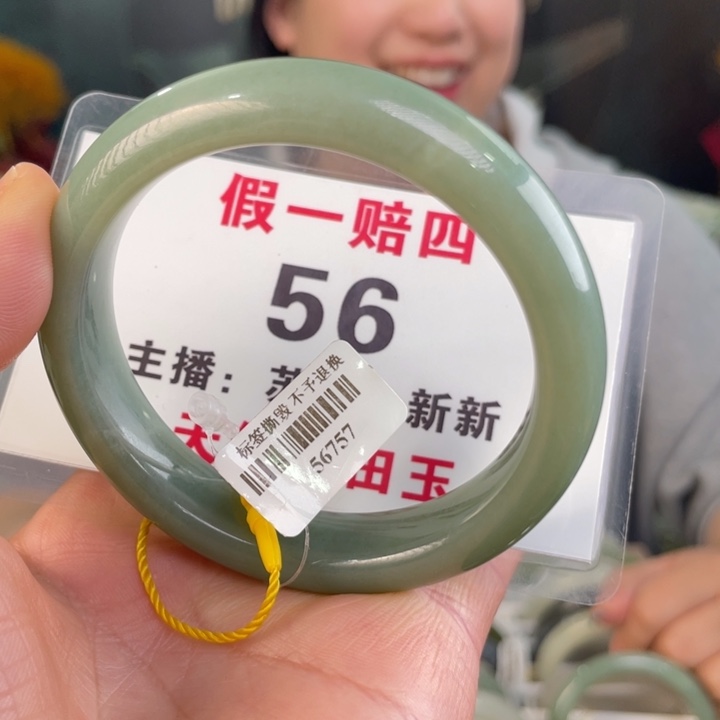 假一赔四
56
主播： 新新
天 田玉
标签撕毁 不予退换
56757